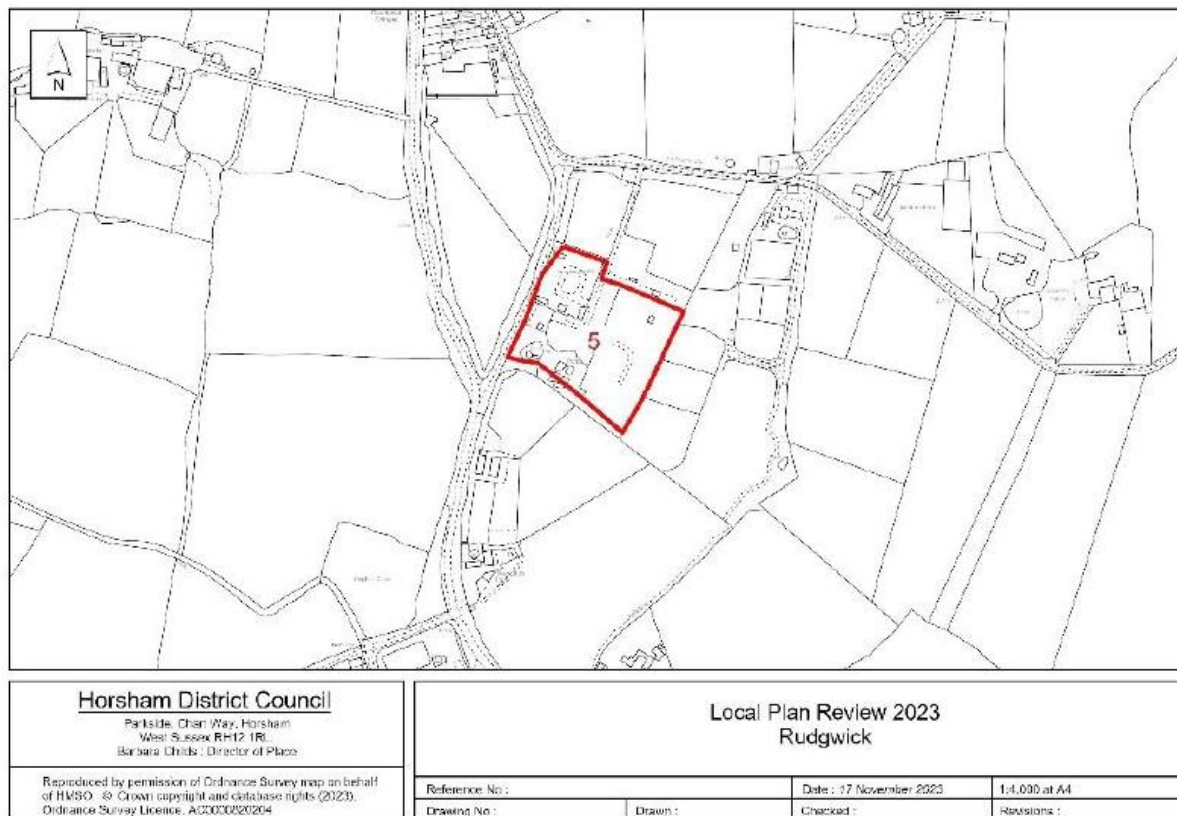 N
5
Horsham District Council
Parkside, Chart Way, Horsham
West Sussex RH12 1RL.
Barbara Childs : Director of Place
Reproduced by permission of Ordnance Survey map on behalf
of HMSO. © Crown copyright and database rights (2023).
Ordnance Survey Licence. AC0000820204
Local Plan Review 2023
Rudgwick
Reference No :
Date : 17 November 2023
1:4,000 at A4
Drawing No :
Drawn :
Checked :
Revisions :